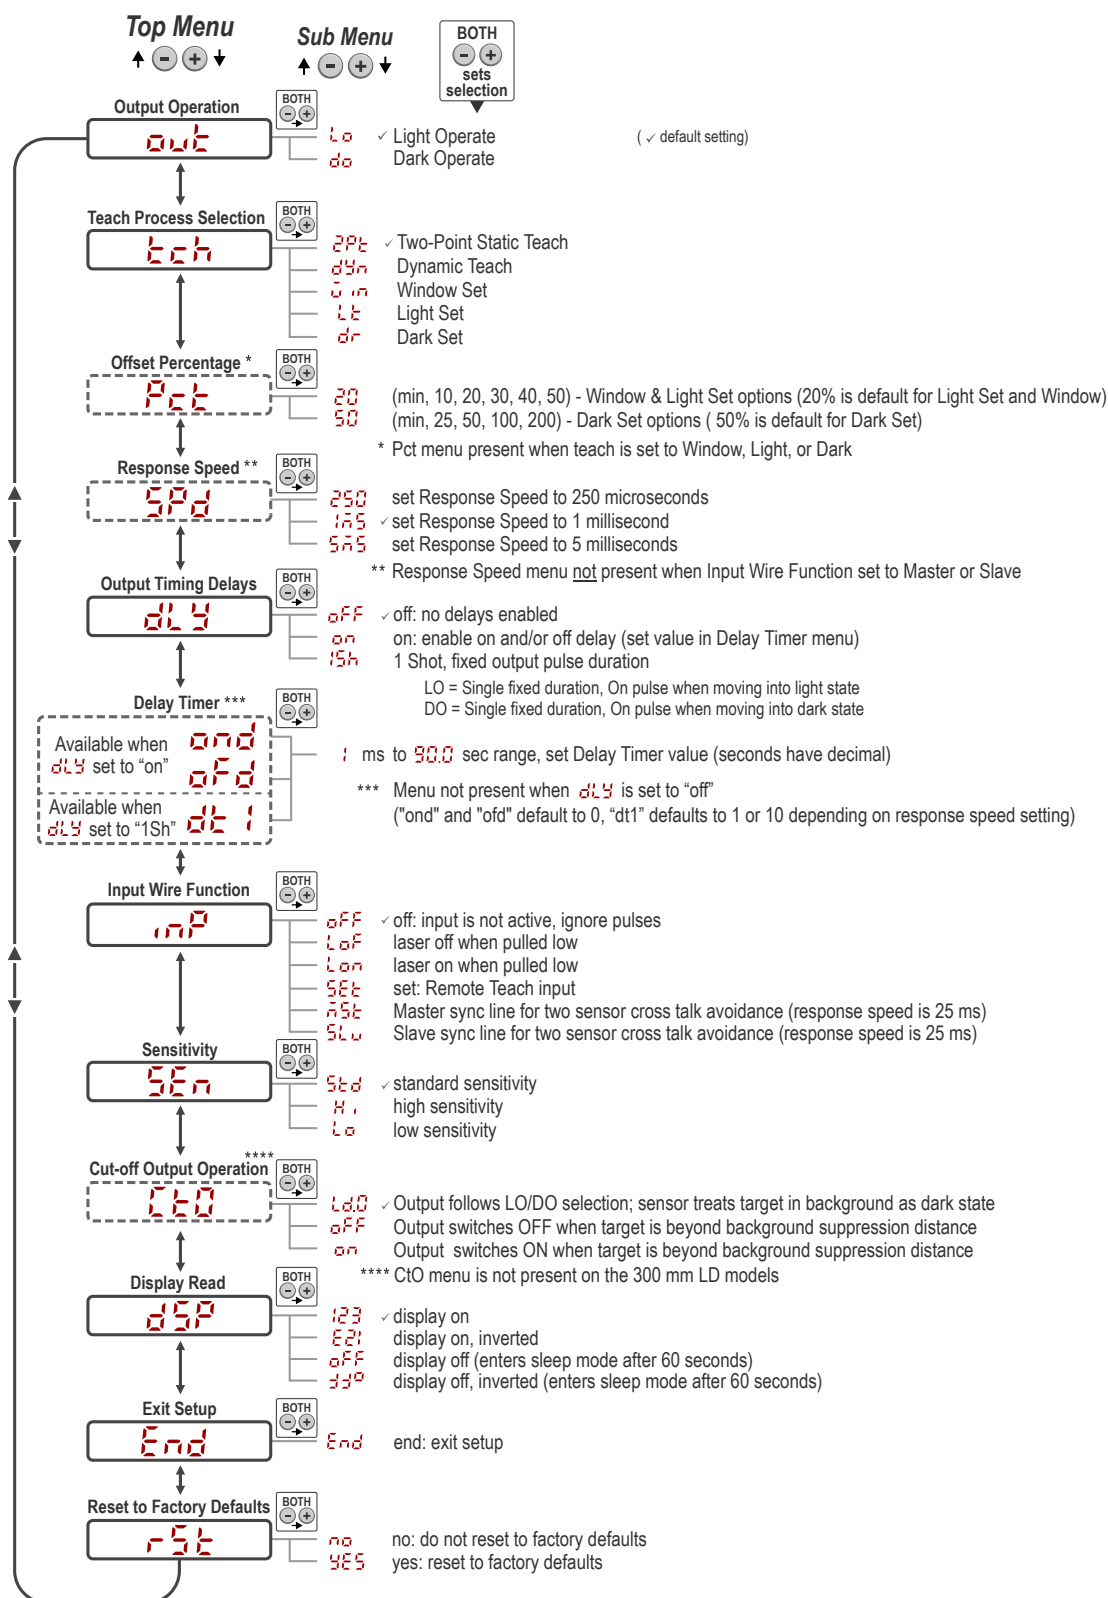 Top Menu
Sub Menu
BOTH
- +
sets
selection
- +
- +
Output Operation
BOTH
- +
out
Lo ✓ Light Operate
( ✓ default setting)
do Dark Operate
Teach Process Selection
BOTH
- +
tch
2Pt ✓ Two-Point Static Teach
dYn Dynamic Teach
Win Window Set
Lt Light Set
dr Dark Set
Offset Percentage *
BOTH
- +
Pct
20 (min, 10, 20, 30, 40, 50) - Window & Light Set options (20% is default for Light Set and Window)
50 (min, 25, 50, 100, 200) - Dark Set options ( 50% is default for Dark Set)
* Pct menu present when teach is set to Window, Light, or Dark
Response Speed **
BOTH
- +
SPd
250 set Response Speed to 250 microseconds
1mS ✓ set Response Speed to 1 millisecond
5mS set Response Speed to 5 milliseconds
** Response Speed menu not present when Input Wire Function set to Master or Slave
Output Timing Delays
BOTH
- +
dLY
oFF ✓ off: no delays enabled
on on: enable on and/or off delay (set value in Delay Timer menu)
1Sh 1 Shot, fixed output pulse duration
LO = Single fixed duration, On pulse when moving into light state
DO = Single fixed duration, On pulse when moving into dark state
Delay Timer ***
BOTH
- +
Available when
dLY set to “on”
ond
oFd
Available when
dLY set to “1Sh”
dt1
1 ms to 90.0 sec range, set Delay Timer value (seconds have decimal)
*** Menu not present when dLY is set to “off”
("ond" and "ofd" default to 0, “dt1” defaults to 1 or 10 depending on response speed setting)
Input Wire Function
BOTH
- +
inP
oFF ✓ off: input is not active, ignore pulses
LoF laser off when pulled low
Lon laser on when pulled low
SEt set: Remote Teach input
mSt Master sync line for two sensor cross talk avoidance (response speed is 25 ms)
SLv Slave sync line for two sensor cross talk avoidance (response speed is 25 ms)
Sensitivity
BOTH
- +
SEn
Std ✓ standard sensitivity
Hi high sensitivity
Lo low sensitivity
Cut-off Output Operation ****
BOTH
- +
CtO
Ld.O ✓ Output follows LO/DO selection; sensor treats target in background as dark state
oFF Output switches OFF when target is beyond background suppression distance
on Output switches ON when target is beyond background suppression distance
**** CtO menu is not present on the 300 mm LD models
Display Read
BOTH
- +
dSP
123 ✓ display on
display on, inverted
oFF display off (enters sleep mode after 60 seconds)
display off, inverted (enters sleep mode after 60 seconds)
Exit Setup
BOTH
- +
End
End end: exit setup
Reset to Factory Defaults
BOTH
- +
rSt
no no: do not reset to factory defaults
YES yes: reset to factory defaults